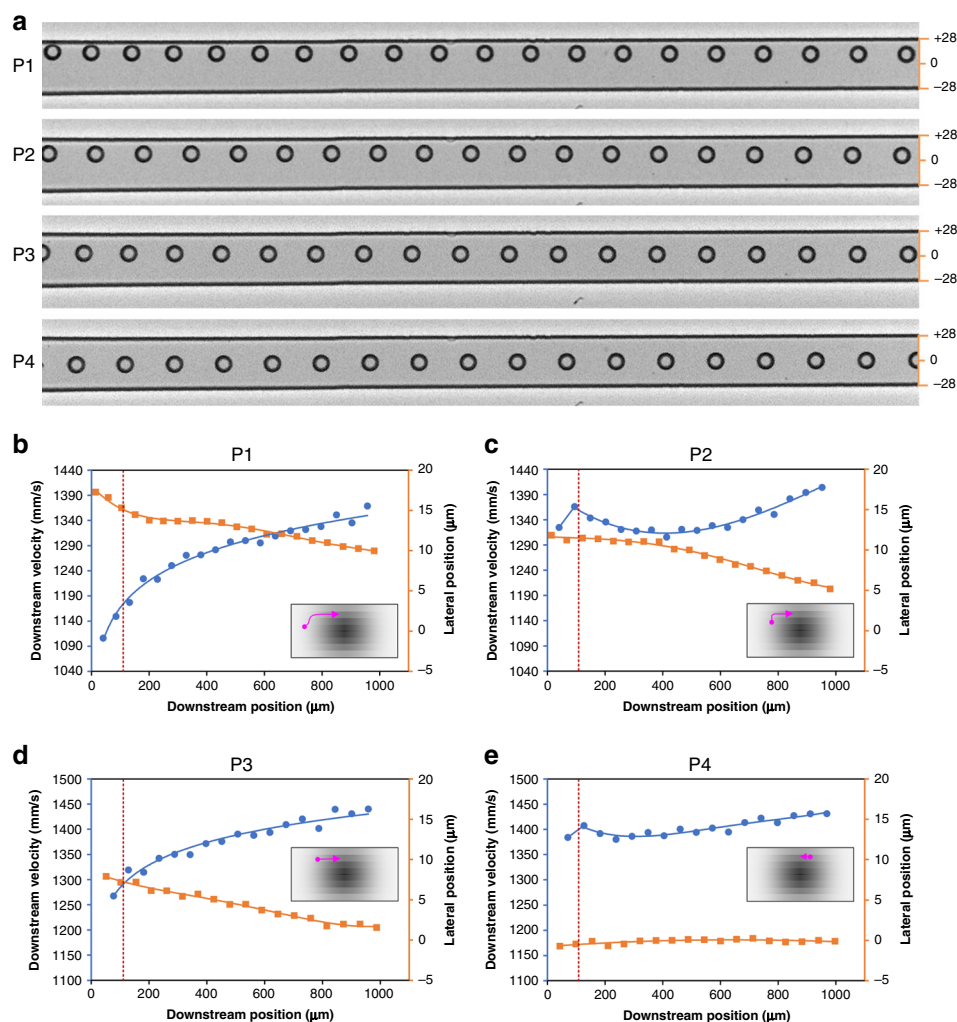 a
P1
+28
0
−28
P2
+28
0
−28
P3
+28
0
−28
P4
+28
0
−28
b
P1
1440
1390
1340
1290
1240
1190
1140
1090
1040
Downstream velocity (mm/s)
20
15
10
5
0
−5
Lateral position (μm)
0 200 400 600 800 1000
Downstream position (μm)
c
P2
1440
1390
1340
1290
1240
1190
1140
1090
1040
Downstream velocity (mm/s)
20
15
10
5
0
−5
Lateral position (μm)
0 200 400 600 800 1000
Downstream position (μm)
d
P3
1500
1450
1400
1350
1300
1250
1200
1150
1100
Downstream velocity (mm/s)
20
15
10
5
0
−5
Lateral position (μm)
0 200 400 600 800 1000
Downstream position (μm)
e
P4
1500
1450
1400
1350
1300
1250
1200
1150
1100
Downstream velocity (mm/s)
20
15
10
5
0
−5
Lateral position (μm)
0 200 400 600 800 1000
Downstream position (μm)